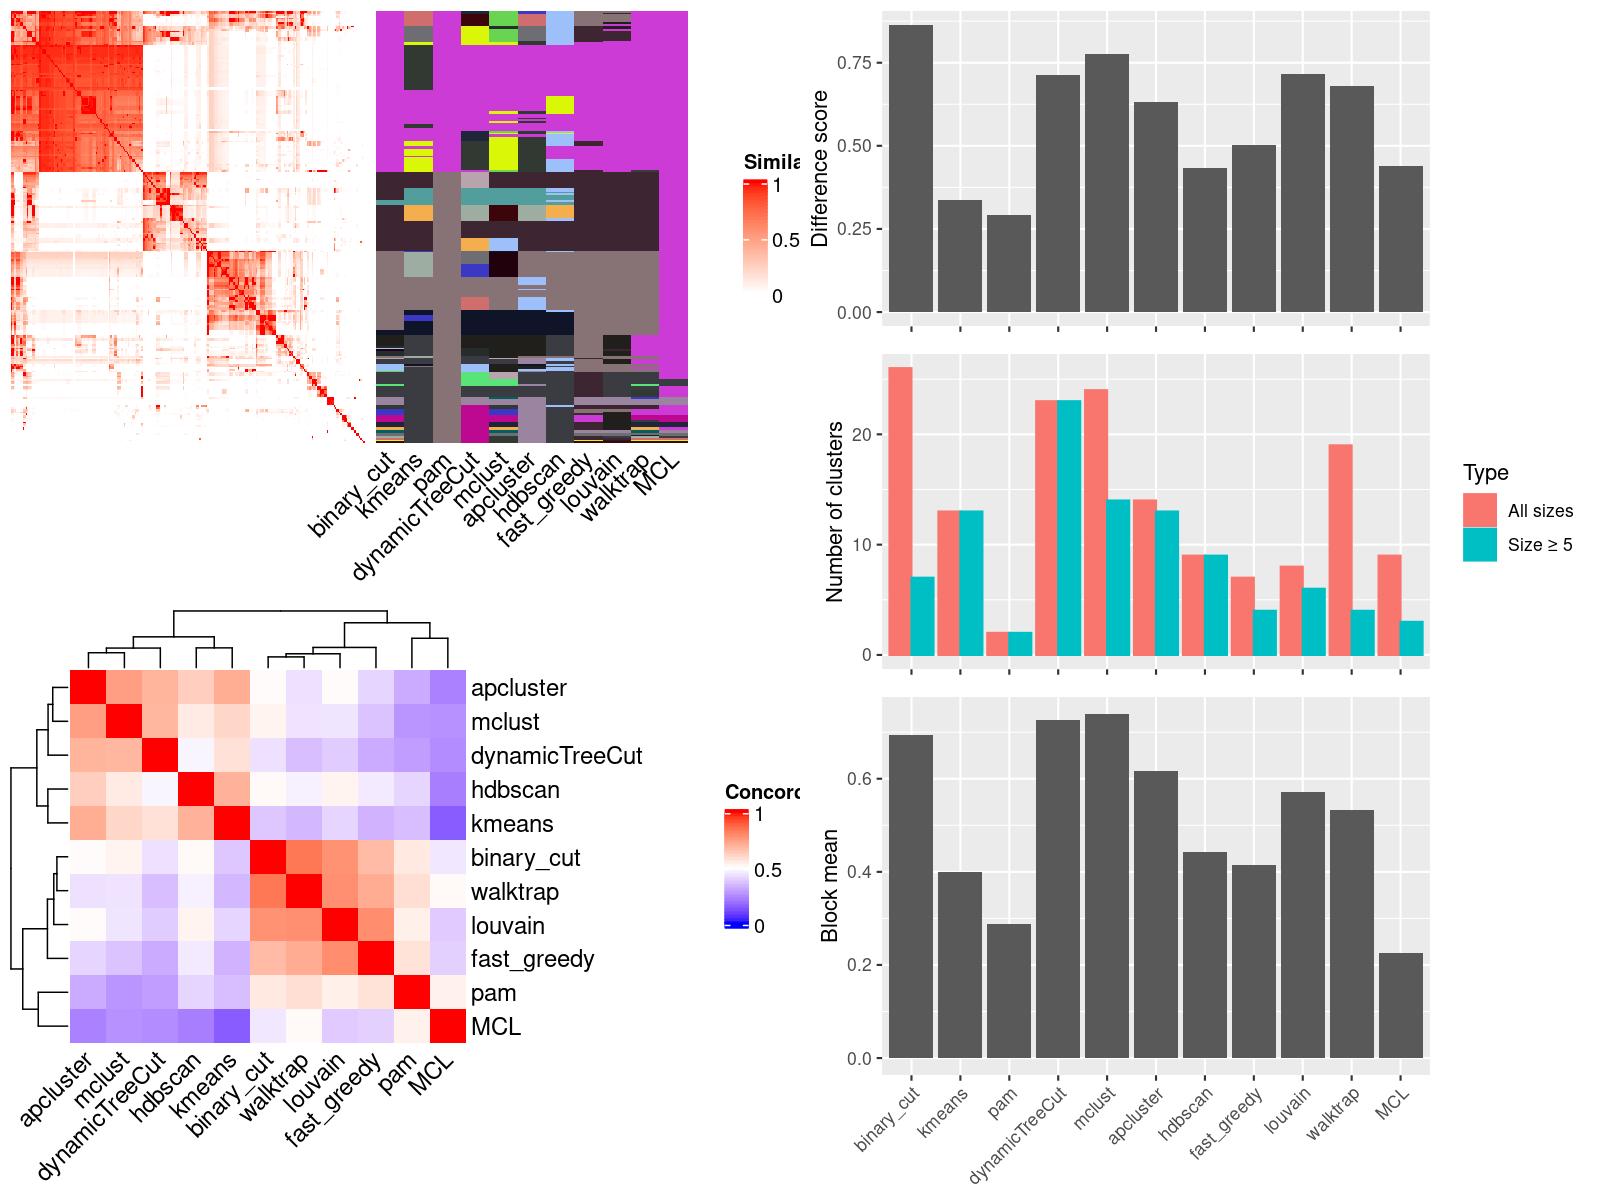 Simila
1
0.5
0
binary_cut
kmeans
pam
dynamicTreeCut
mclust
apcluster
hdbscan
fast_greedy
louvain
walktrap
MCL
Difference score
0.75
0.50
0.25
0.00
Number of clusters
20
10
0
Type
All sizes
Size ≥ 5
Block mean
0.6
0.4
0.2
0.0
binary_cut
kmeans
pam
dynamicTreeCut
mclust
apcluster
hdbscan
fast_greedy
louvain
walktrap
MCL
apcluster
mclust
dynamicTreeCut
hdbscan
kmeans
binary_cut
walktrap
louvain
fast_greedy
pam
MCL
apcluster
mclust
dynamicTreeCut
hdbscan
kmeans
binary_cut
walktrap
louvain
fast_greedy
pam
MCL
Concord
1
0.5
0